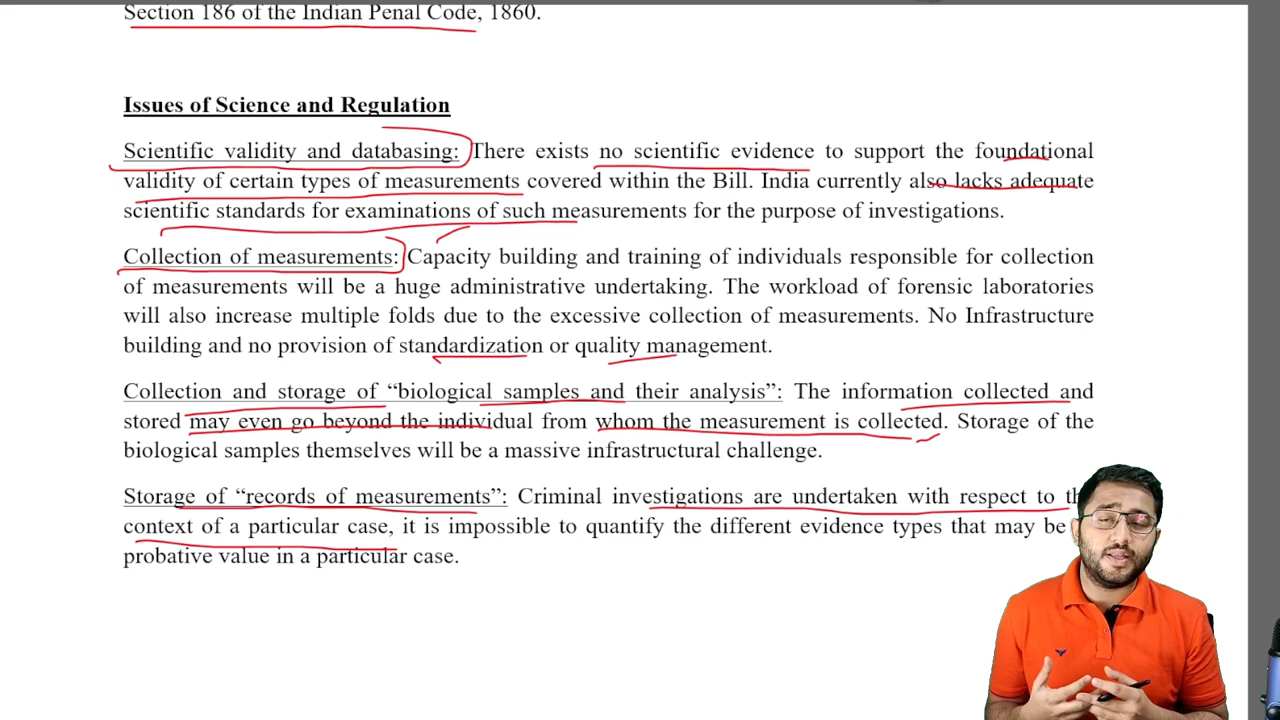 Section 186 of the Indian Penal Code, 1860.
Issues of Science and Regulation
Scientific validity and databasing: There exists no scientific evidence to support the foundational
validity of certain types of measurements covered within the Bill. India currently also lacks adequate
scientific standards for examinations of such measurements for the purpose of investigations.
Collection of measurements: Capacity building and training of individuals responsible for collection
of measurements will be a huge administrative undertaking. The workload of forensic laboratories
will also increase multiple folds due to the excessive collection of measurements. No Infrastructure
building and no provision of standardization or quality management.
Collection and storage of “biological samples and their analysis”: The information collected and
stored may even go beyond the individual from whom the measurement is collected. Storage of the
biological samples themselves will be a massive infrastructural challenge.
Storage of “records of measurements”: Criminal investigations are undertaken with respect to
context of a particular case, it is impossible to quantify the different evidence types that may be
probative value in a particular case.